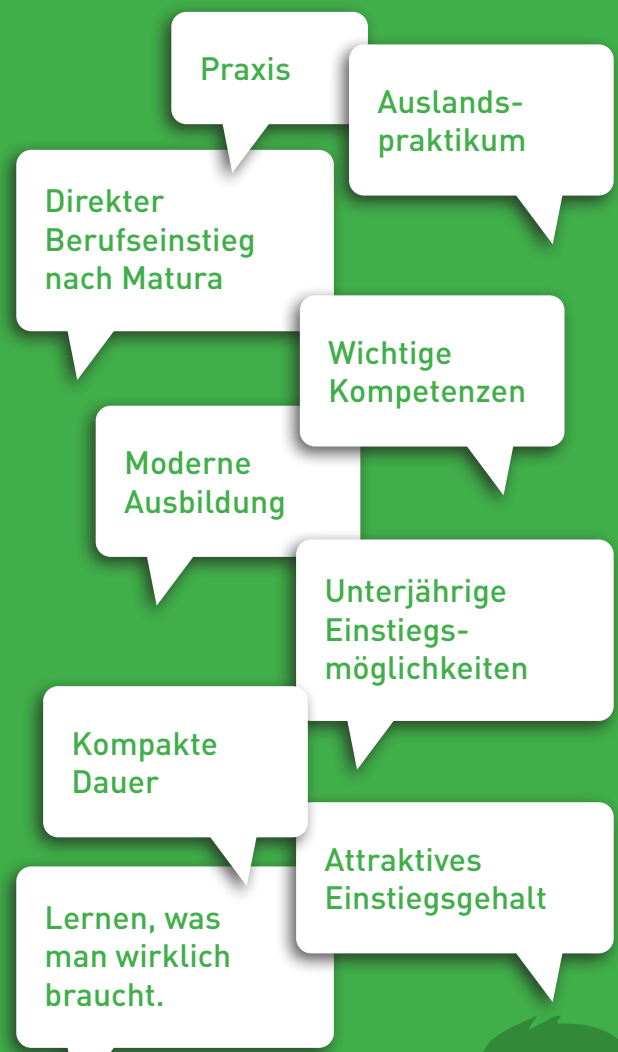 Praxis
Auslands-
praktikum
Direkter
Berufseinstieg
nach Matura
Wichtige
Kompetenzen
Moderne
Ausbildung
Unterjährige
Einstiegs-
möglichkeiten
Kompakte
Dauer
Attraktives
Einstiegsgehalt
Lernen, was
man wirklich
braucht.